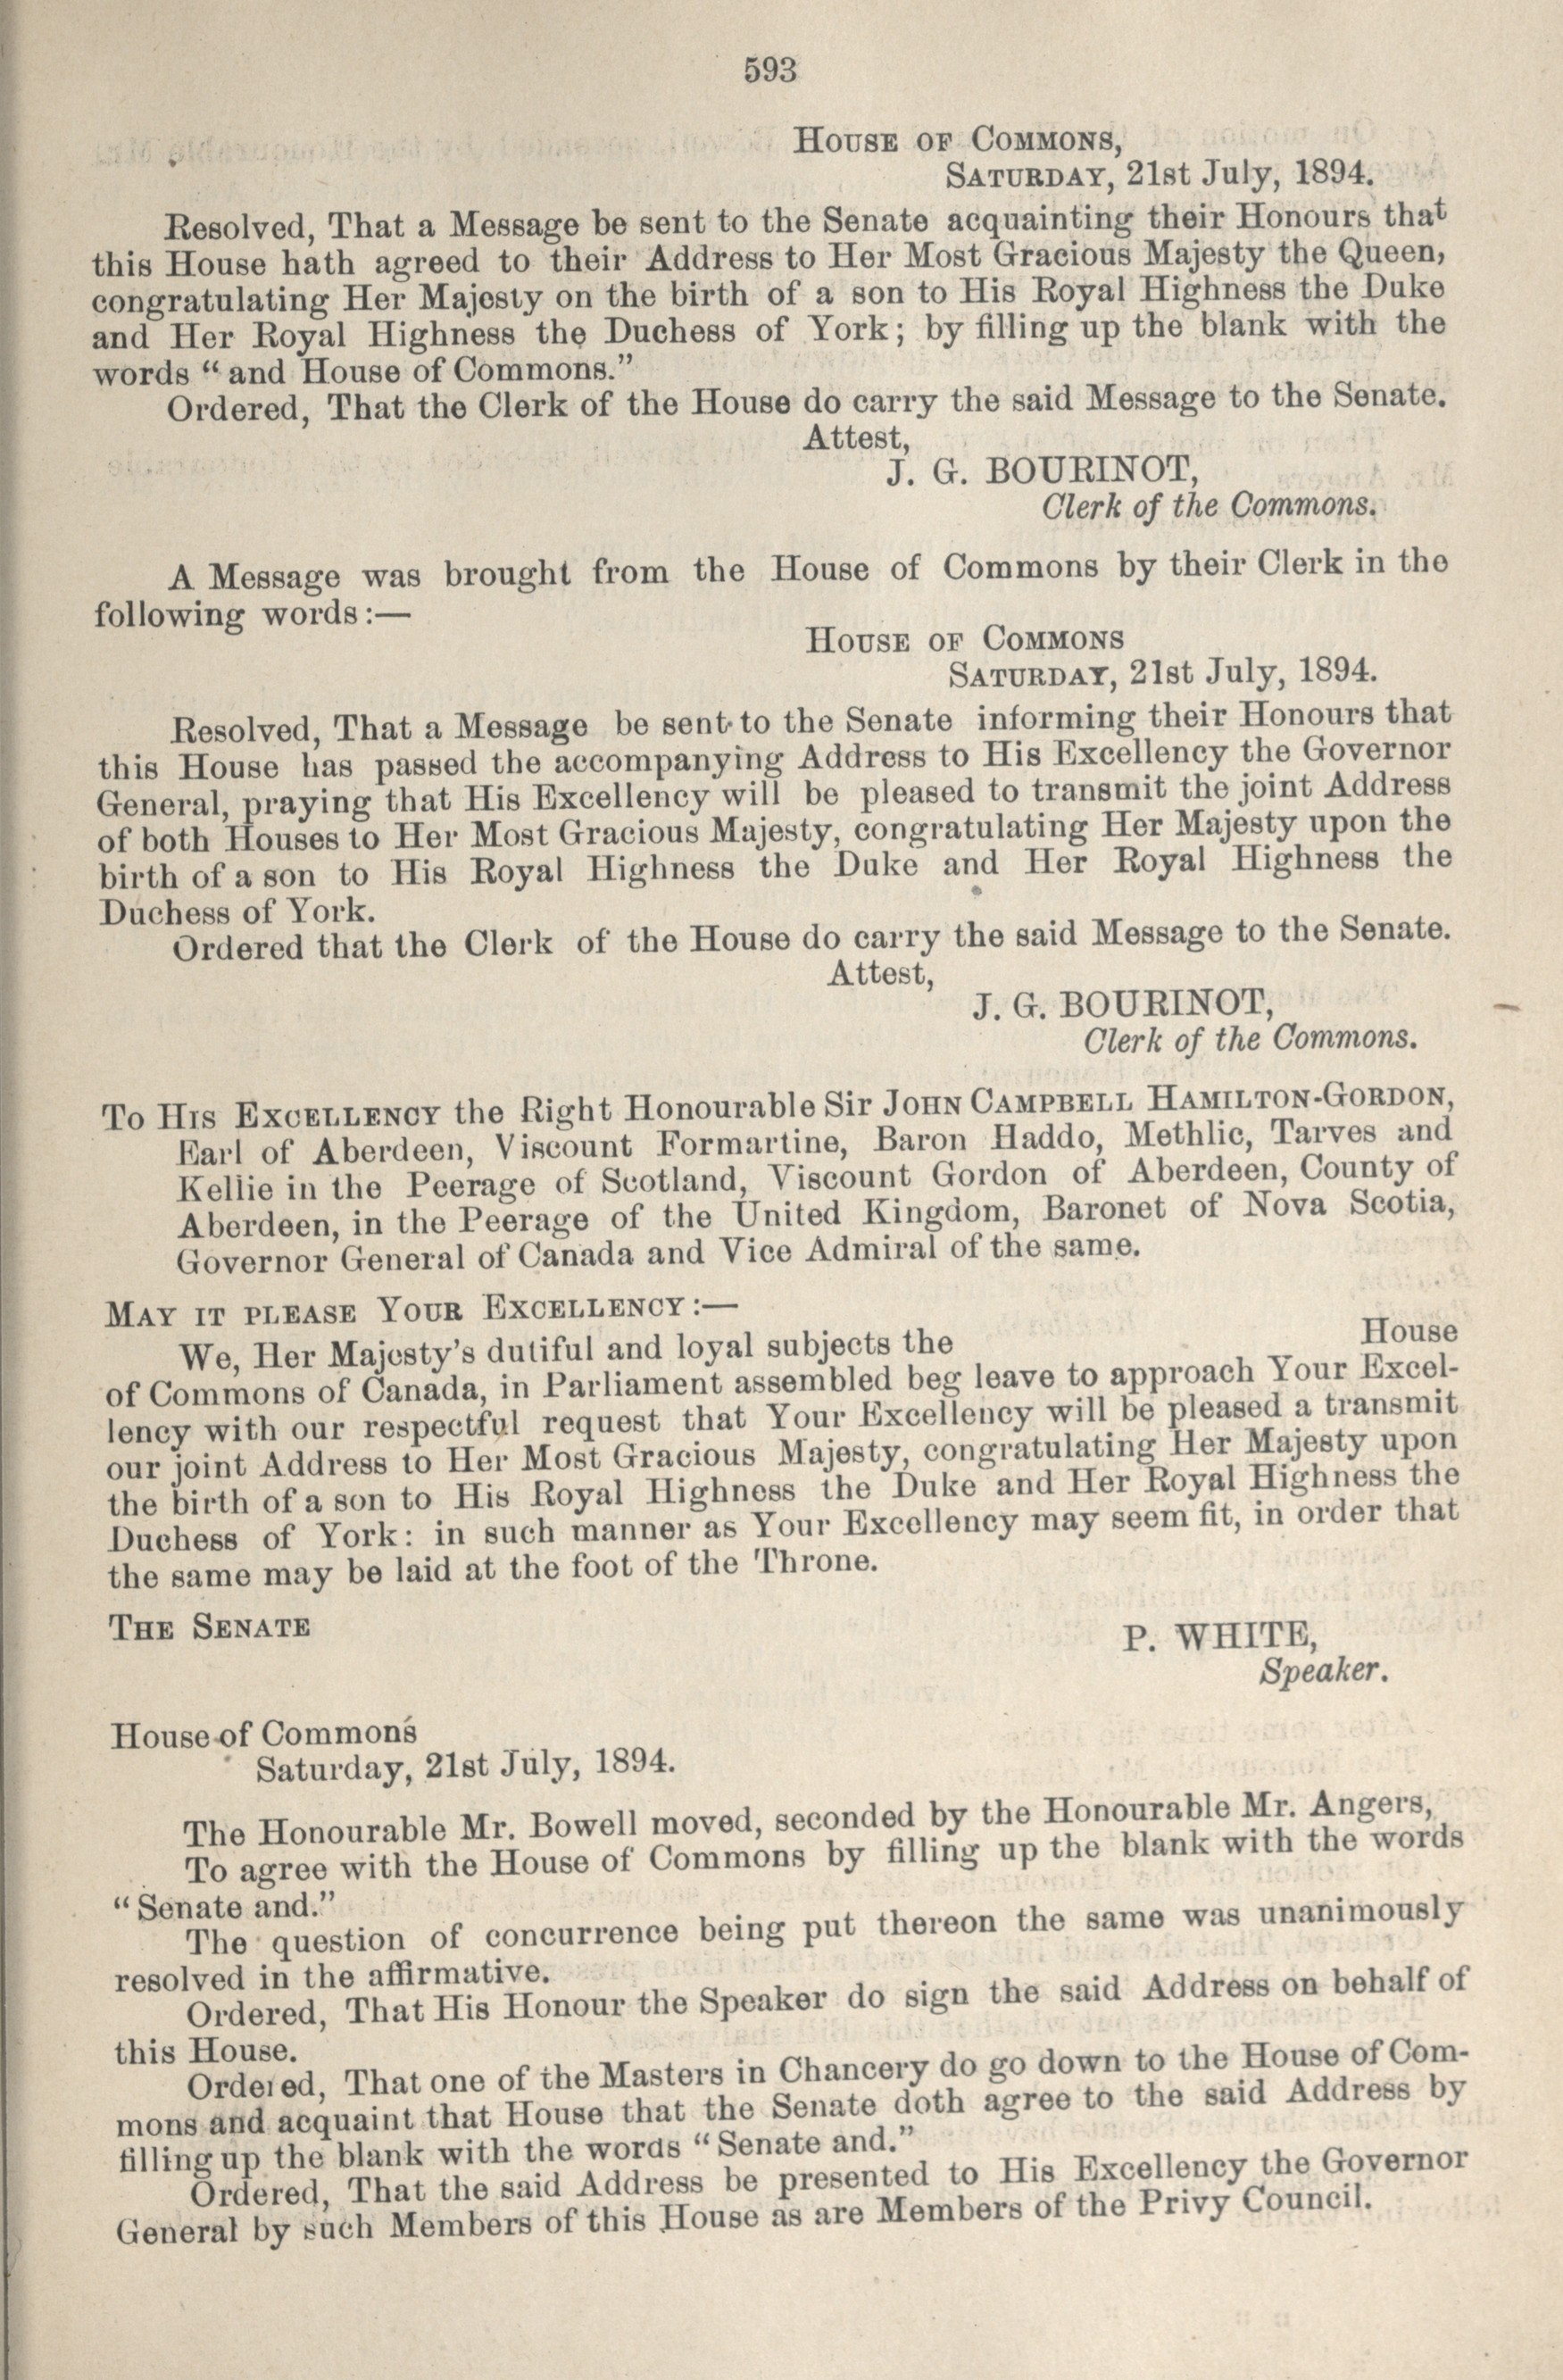 593
HOUSE OF COMMONS,
SATURDAY, 21st July, 1894.
Resolved, That a Message be sent to the Senate acquainting their Honours that
this House hath agreed to their Address to Her Most Gracious Majesty the Queen,
congratulating Her Majesty on the birth of a son to His Royal Highness the Duke
and Her Royal Highness the Duchess of York; by filling up the blank with the
words “and House of Commons.”
Ordered, That the Clerk of the House do carry the said Message to the Senate.
Attest,
J. G. BOURINOT,
Clerk of the Commons.
A Message was brought from the House of Commons by their Clerk in the
following words:—
HOUSE OF COMMONS
SATURDAY, 21st July, 1894.
Resolved, That a Message be sent to the Senate informing their Honours that
this House has passed the accompanying Address to His Excellency the Governor
General, praying that His Excellency will be pleased to transmit the joint Address
of both Houses to Her Most Gracious Majesty, congratulating Her Majesty upon the
birth of a son to His Royal Highness the Duke and Her Royal Highness the
Duchess of York.
Ordered that the Clerk of the House do carry the said Message to the Senate.
Attest,
J. G. BOURINOT,
Clerk of the Commons.
TO HIS EXCELLENCY the Right Honourable Sir JOHN CAMPBELL HAMILTON-GORDON,
Earl of Aberdeen, Viscount Formartine, Baron Haddo, Methlic, Tarves and
Kellie in the Peerage of Scotland, Viscount Gordon of Aberdeen, County of
Aberdeen, in the Peerage of the United Kingdom, Baronet of Nova Scotia,
Governor General of Canada and Vice Admiral of the same.
MAY IT PLEASE YOUR EXCELLENCY:—
We, Her Majesty's dutiful and loyal subjects the House
of Commons of Canada, in Parliament assembled beg leave to approach Your Excel-
lency with our respectful request that Your Excellency will be pleased a transmit
our joint Address to Her Most Gracious Majesty, congratulating Her Majesty upon
the birth of a son to His Royal Highness the Duke and Her Royal Highness the
Duchess of York: in such manner as Your Excellency may seem fit, in order that
the same may be laid at the foot of the Throne.
THE SENATE
P. WHITE,
Speaker.
House of Commons
Saturday, 21st July, 1894.
The Honourable Mr. Bowell moved, seconded by the Honourable Mr. Angers,
To agree with the House of Commons by filling up the blank with the words
“Senate and.”
The question of concurrence being put thereon the same was unanimously
resolved in the affirmative.
Ordered, That His Honour the Speaker do sign the said Address on behalf of
this House.
Ordered, That one of the Masters in Chancery do go down to the House of Com-
mons and acquaint that House that the Senate doth agree to the said Address by
filling up the blank with the words “Senate and.”
Ordered, That the said Address be presented to His Excellency the Governor
General by such Members of this House as are Members of the Privy Council.